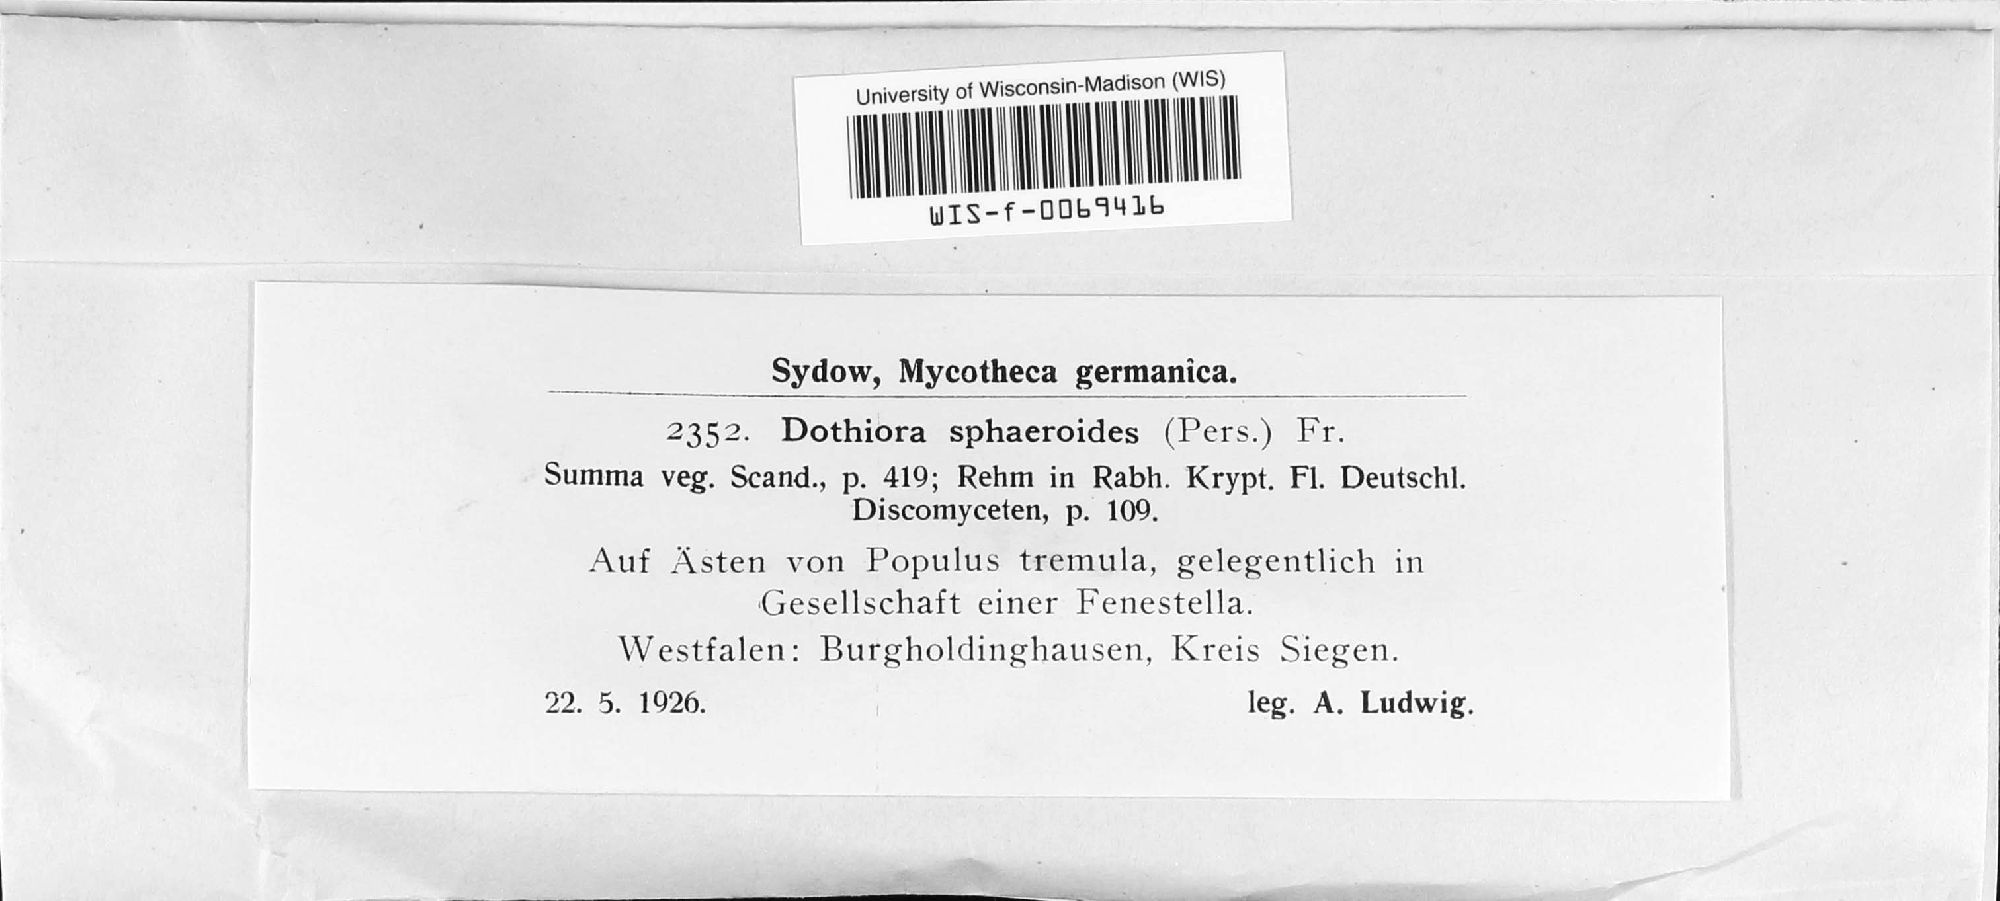 University of Wisconsin-Madison (WIS)
WIS-f-0069416
Sydow, Mycotheca germanica.
2352. Dothiora sphaeroides (Pers.) Fr.
Summa veg. Scand., p. 419; Rehm in Rabh. Krypt. Fl. Deutschl.
Discomyceten, p. 109.
Auf Ästen von Populus tremula, gelegentlich in
Gesellschaft einer Fenestella.
Westfalen: Burgholdinghausen, Kreis Siegen.
22. 5. 1926. leg. A. Ludwig.